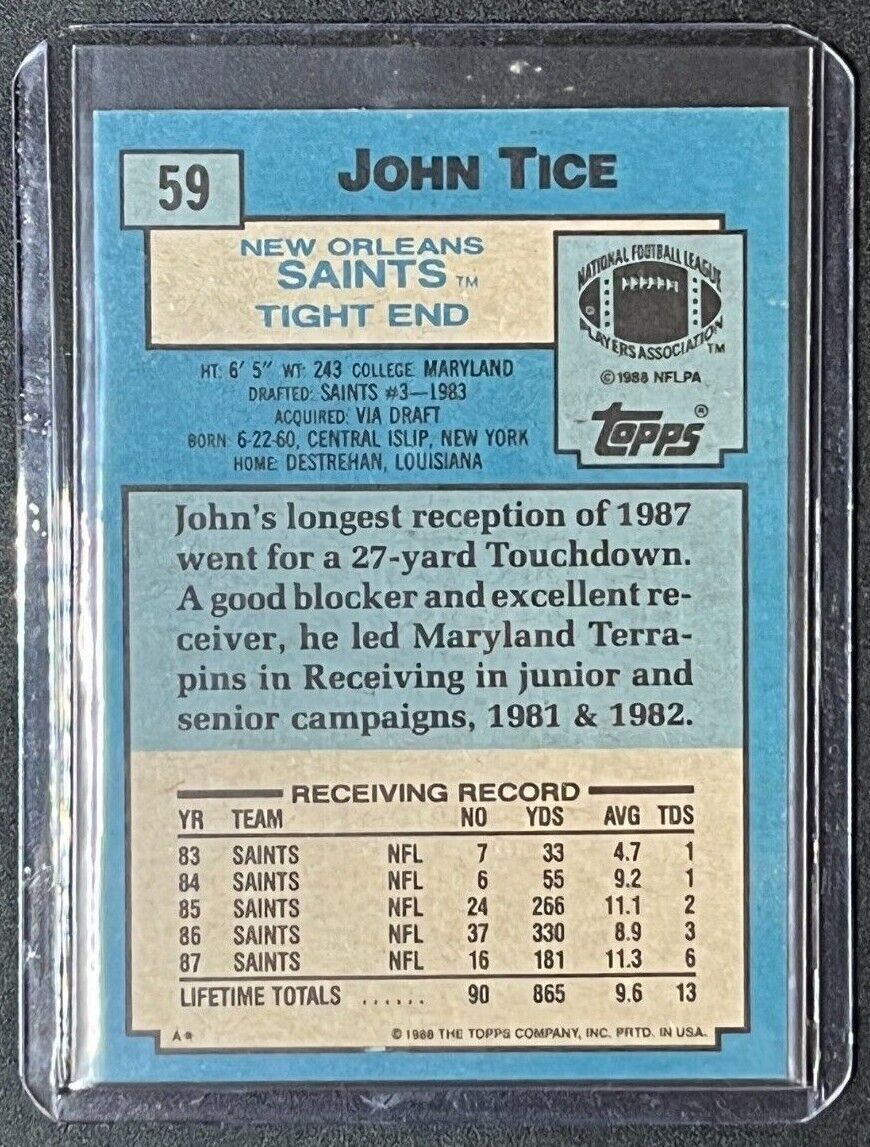 59
JOHN TICE
NEW ORLEANS
SAINTS TM
TIGHT END
NATIONAL FOOTBALL LEAGUE
PLAYERS ASSOCIATION TM
© 1988 NFLPA
topps ®
HT: 6' 5" WT: 243 COLLEGE: MARYLAND
DRAFTED: SAINTS #3—1983
ACQUIRED: VIA DRAFT
BORN: 6-22-60, CENTRAL ISLIP, NEW YORK
HOME: DESTREHAN, LOUISIANA
John's longest reception of 1987
went for a 27-yard Touchdown.
A good blocker and excellent re-
ceiver, he led Maryland Terra-
pins in Receiving in junior and
senior campaigns, 1981 & 1982.
RECEIVING RECORD
YR TEAM NO YDS AVG TDS
83 SAINTS NFL 7 33 4.7 1
84 SAINTS NFL 6 55 9.2 1
85 SAINTS NFL 24 266 11.1 2
86 SAINTS NFL 37 330 8.9 3
87 SAINTS NFL 16 181 11.3 6
LIFETIME TOTALS ...... 90 865 9.6 13
A* © 1988 THE TOPPS COMPANY, INC. PRTD. IN USA.